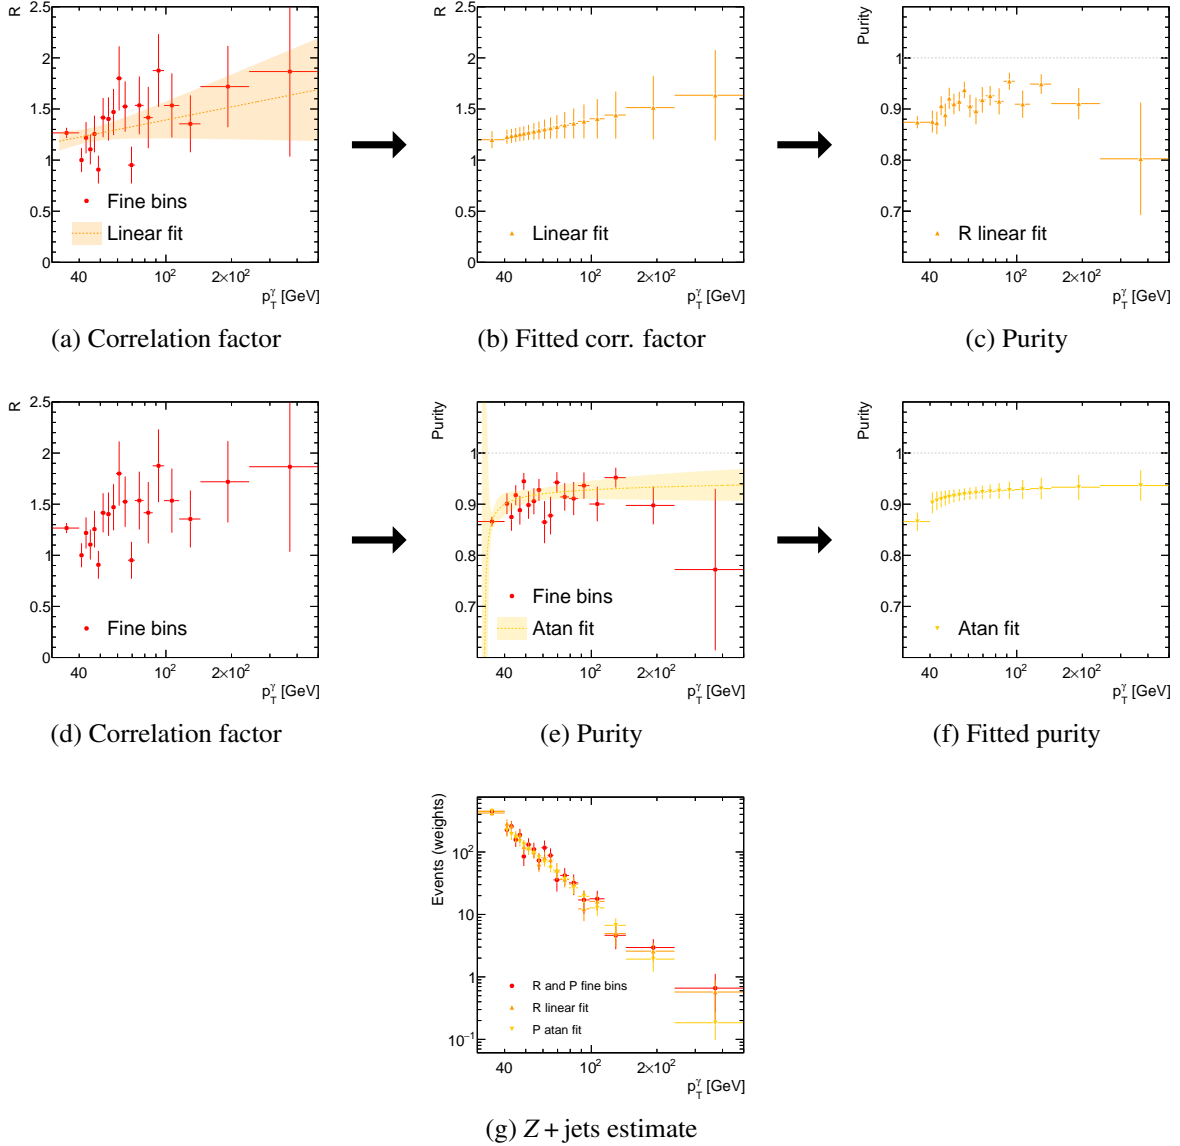 R
2.5
2
1.5
1
0.5
0
Fine bins
Linear fit
40
10²
2×10²
p_T^γ [GeV]
(a) Correlation factor
R
2.5
2
1.5
1
0.5
0
Linear fit
40
10²
2×10²
p_T^γ [GeV]
(b) Fitted corr. factor
Purity
1
0.9
0.8
0.7
R linear fit
40
10²
2×10²
p_T^γ [GeV]
(c) Purity
R
2.5
2
1.5
1
0.5
0
Fine bins
40
10²
2×10²
p_T^γ [GeV]
(d) Correlation factor
Purity
1
0.9
0.8
0.7
Fine bins
Atan fit
40
10²
2×10²
p_T^γ [GeV]
(e) Purity
Purity
1
0.9
0.8
0.7
Atan fit
40
10²
2×10²
p_T^γ [GeV]
(f) Fitted purity
Events (weights)
10²
10
1
10⁻¹
R and P fine bins
R linear fit
P atan fit
40
10²
2×10²
p_T^γ [GeV]
(g) Z + jets estimate